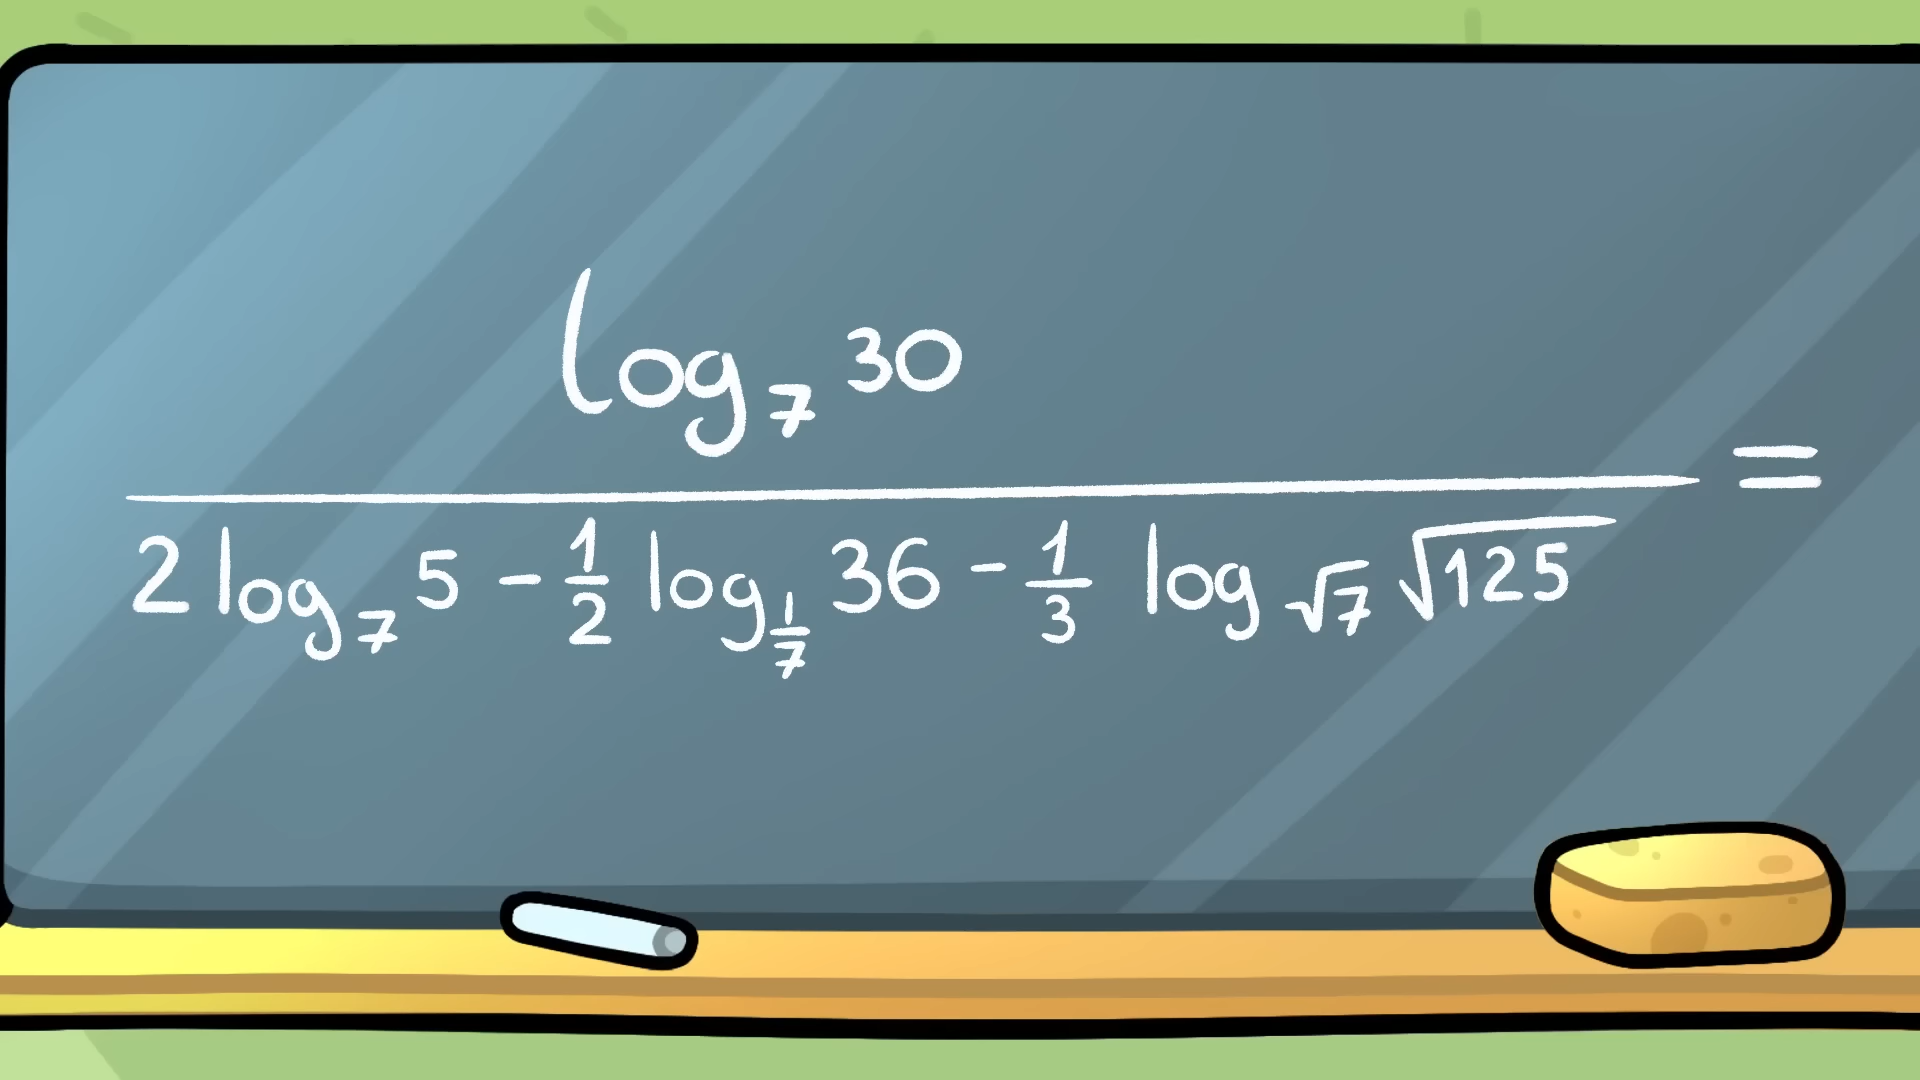 log₇ 30
=
2 log₇ 5 - 1/2 log_{1/7} 36 - 1/3 log_{√7} √125